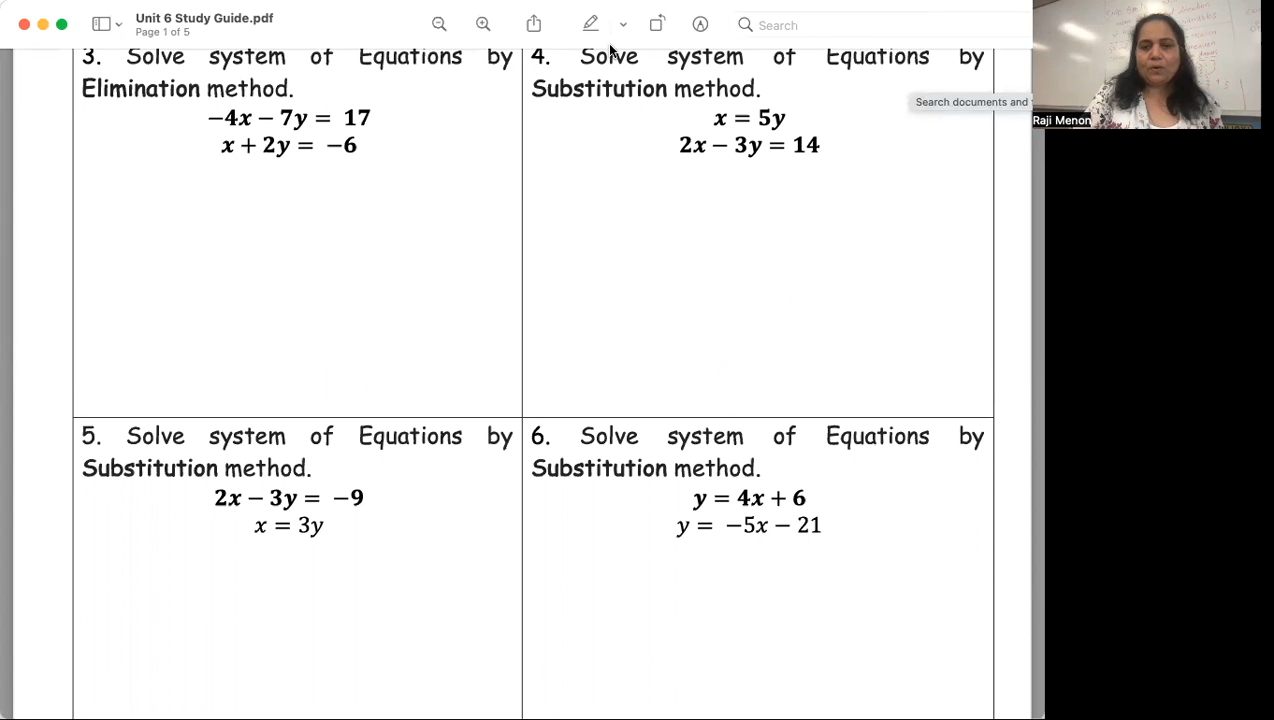 Unit 6 Study Guide.pdf
Page 1 of 5
Search
Search documents and
Raji Menon
3. Solve system of Equations by
Elimination method.
−4x − 7y = 17
x + 2y = −6
4. Solve system of Equations by
Substitution method.
x = 5y
2x − 3y = 14
5. Solve system of Equations by
Substitution method.
2x − 3y = −9
x = 3y
6. Solve system of Equations by
Substitution method.
y = 4x + 6
y = −5x − 21